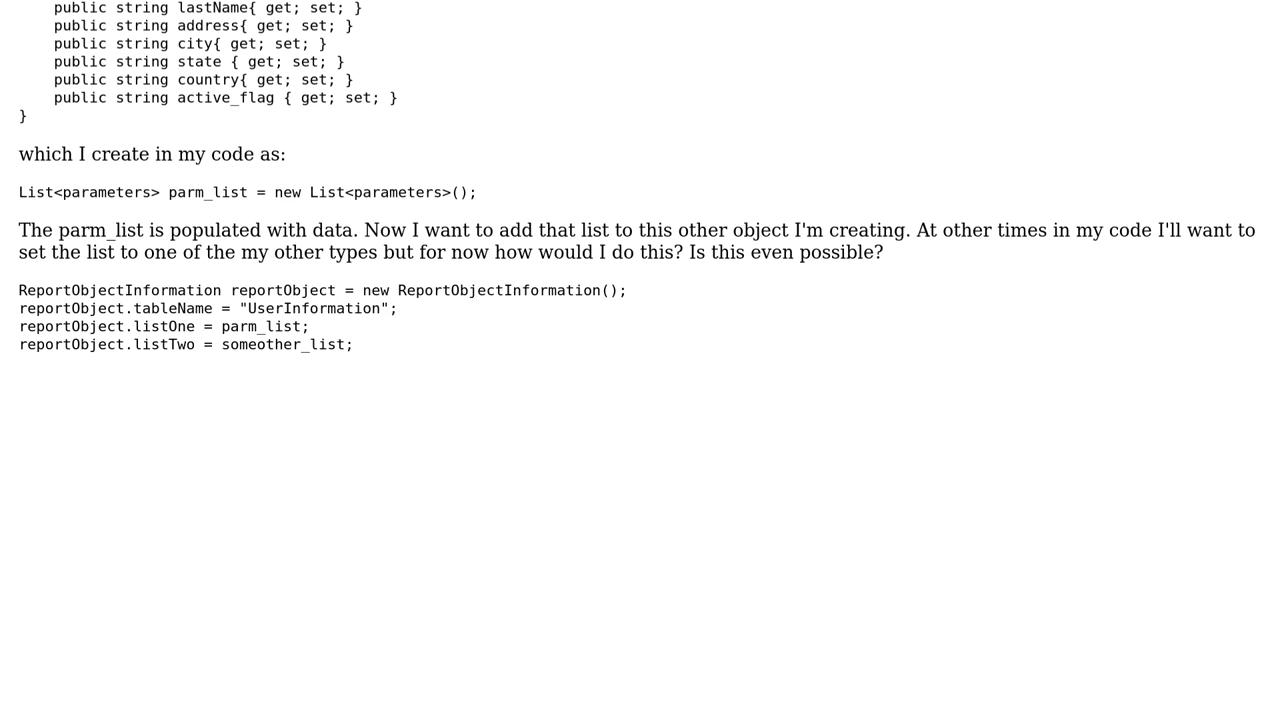 public string lastName{ get; set; }
    public string address{ get; set; }
    public string city{ get; set; }
    public string state { get; set; }
    public string country{ get; set; }
    public string active_flag { get; set; }
}
which I create in my code as:
List<parameters> parm_list = new List<parameters>();
The parm_list is populated with data. Now I want to add that list to this other object I'm creating. At other times in my code I'll want to
set the list to one of the my other types but for now how would I do this? Is this even possible?
ReportObjectInformation reportObject = new ReportObjectInformation();
reportObject.tableName = "UserInformation";
reportObject.listOne = parm_list;
reportObject.listTwo = someother_list;